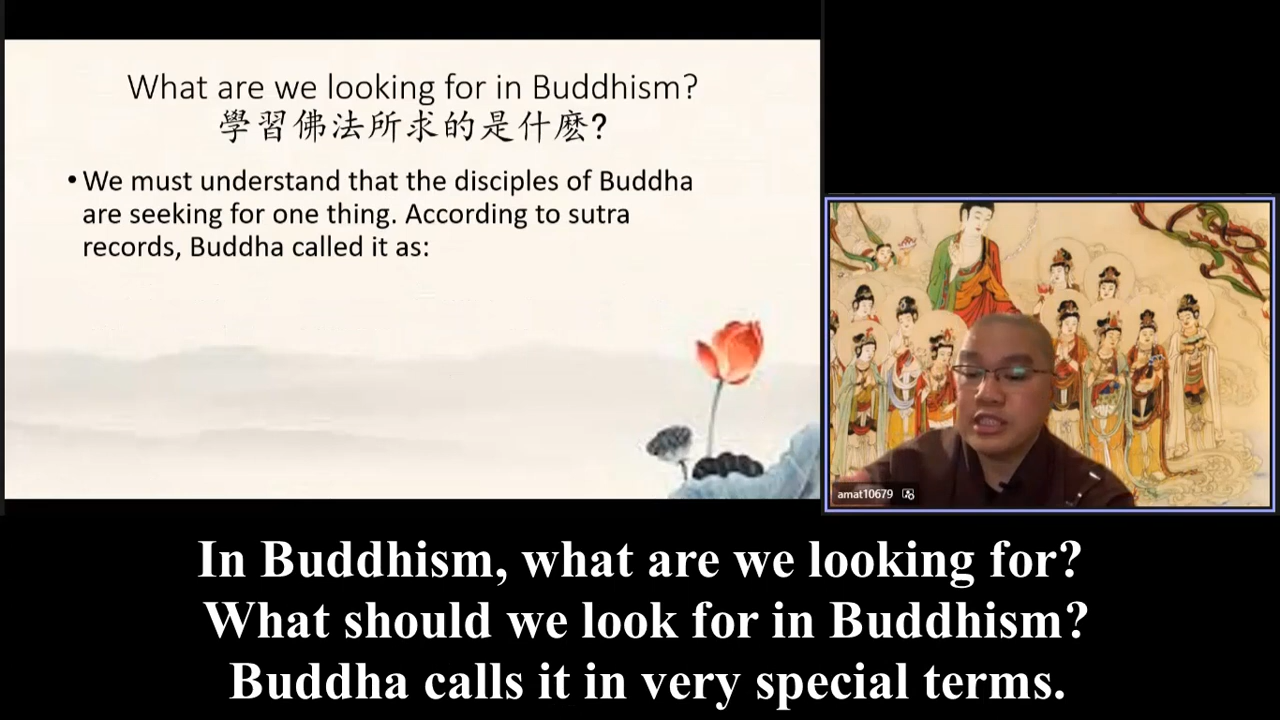 What are we looking for in Buddhism?
學習佛法所求的是什麽?
• We must understand that the disciples of Buddha
are seeking for one thing. According to sutra
records, Buddha called it as:
amat10679
In Buddhism, what are we looking for?
What should we look for in Buddhism?
Buddha calls it in very special terms.